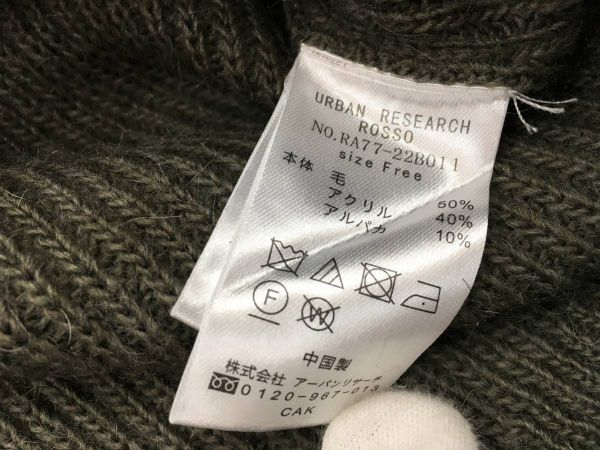 URBAN RESEARCH
ROSSO
No.RA77-22B011
size Free
本体 毛 50%
アクリル 40%
アルパカ 10%
F
W
中国製
株式会社 アーバンリサーチ
0120-967-013
CAK